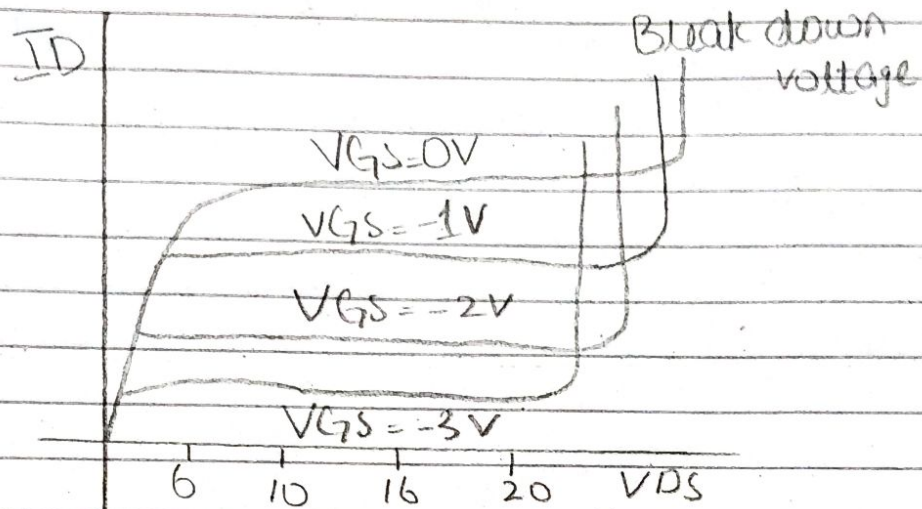 ID
Break down
voltage
VGS=0V
VGS=-1V
VGS=-2V
VGS=-3V
6 10 16 20 VDS